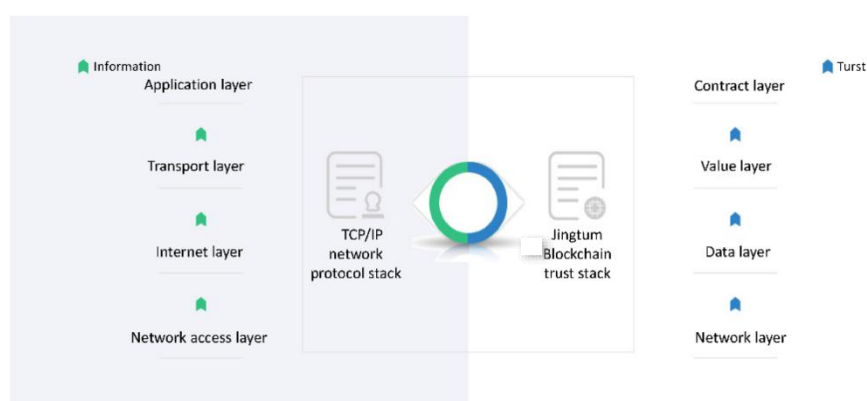 Information
Application layer
Transport layer
Internet layer
Network access layer
TCP/IP
network
protocol stack
Jingtum
Blockchain
trust stack
Turst
Contract layer
Value layer
Data layer
Network layer